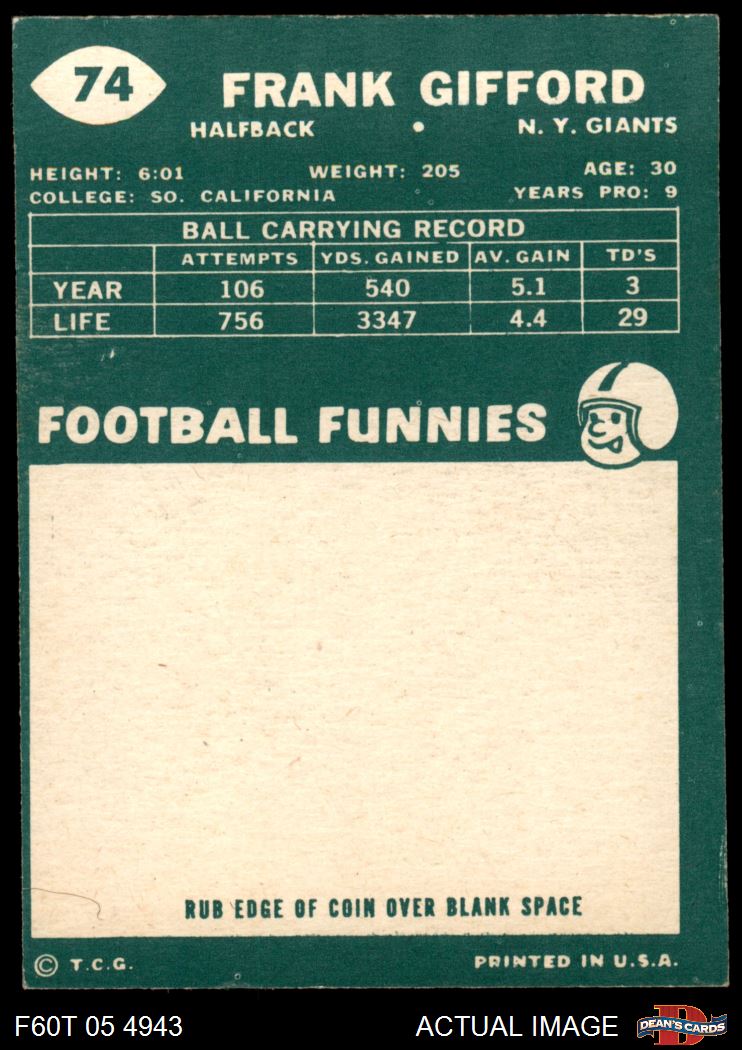 74
FRANK GIFFORD
HALFBACK • N. Y. GIANTS
HEIGHT: 6:01 WEIGHT: 205 AGE: 30
COLLEGE: SO. CALIFORNIA YEARS PRO: 9
BALL CARRYING RECORD
ATTEMPTS YDS. GAINED AV. GAIN TD'S
YEAR 106 540 5.1 3
LIFE 756 3347 4.4 29
FOOTBALL FUNNIES
RUB EDGE OF COIN OVER BLANK SPACE
© T.C.G. PRINTED IN U.S.A.
F60T 05 4943 ACTUAL IMAGE DEAN'S CARDS